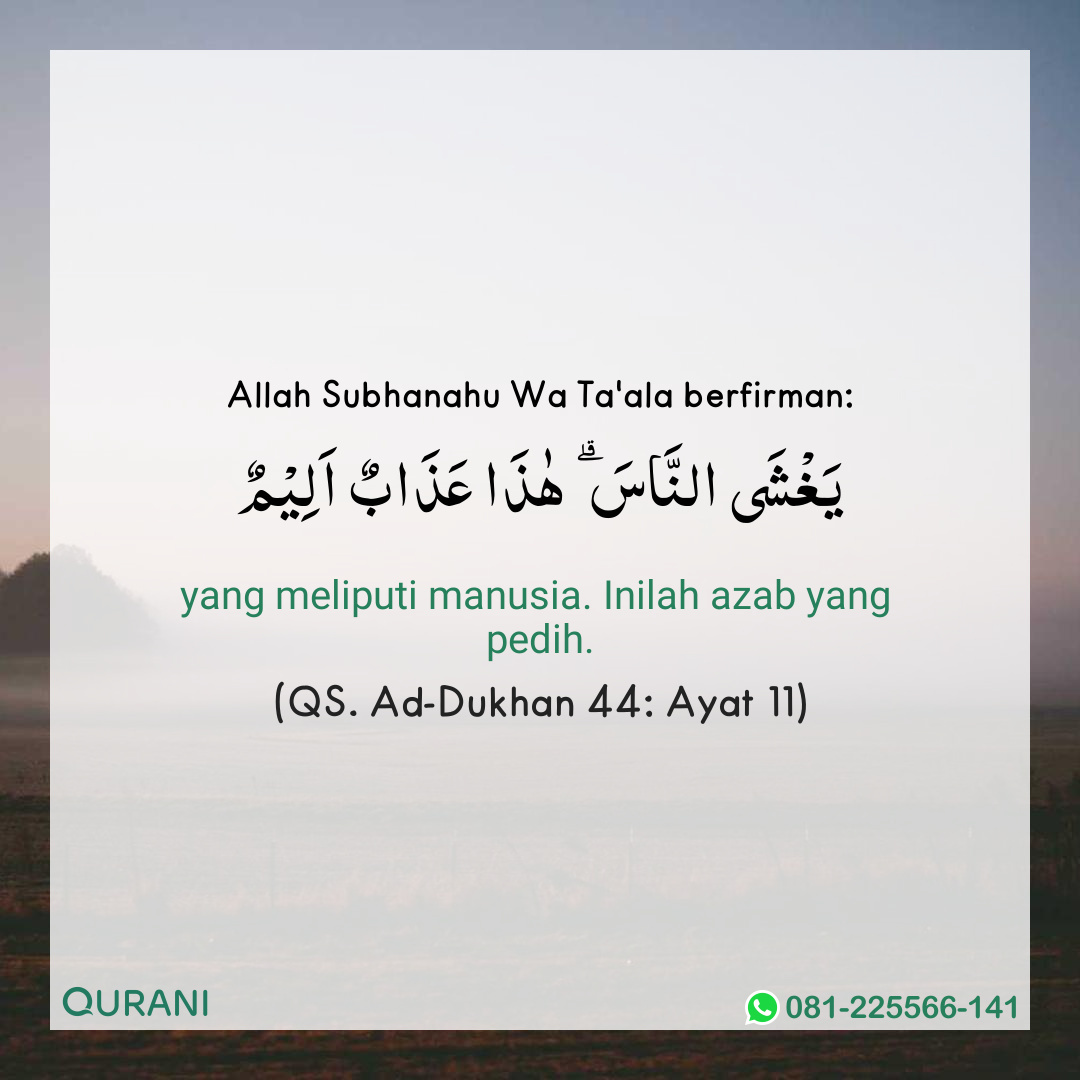 Allah Subhanahu Wa Ta'ala berfirman:
يَغْشَى النَّاسَۗ هٰذَا عَذَابٌ اَلِيْمٌ
yang meliputi manusia. Inilah azab yang
pedih.
(QS. Ad-Dukhan 44: Ayat 11)
QURANI
081-225566-141